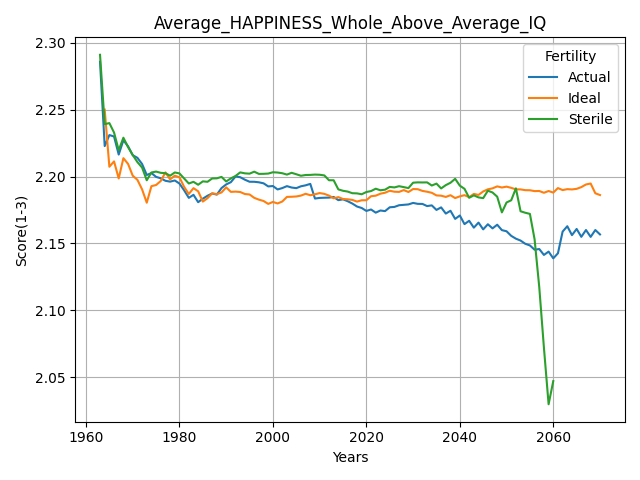 Average_HAPPINESS_Whole_Above_Average_IQ
2.30
2.25
2.20
2.15
2.10
2.05
Score(1-3)
Fertility
Actual
Ideal
Sterile
1960
1980
2000
2020
2040
2060
Years